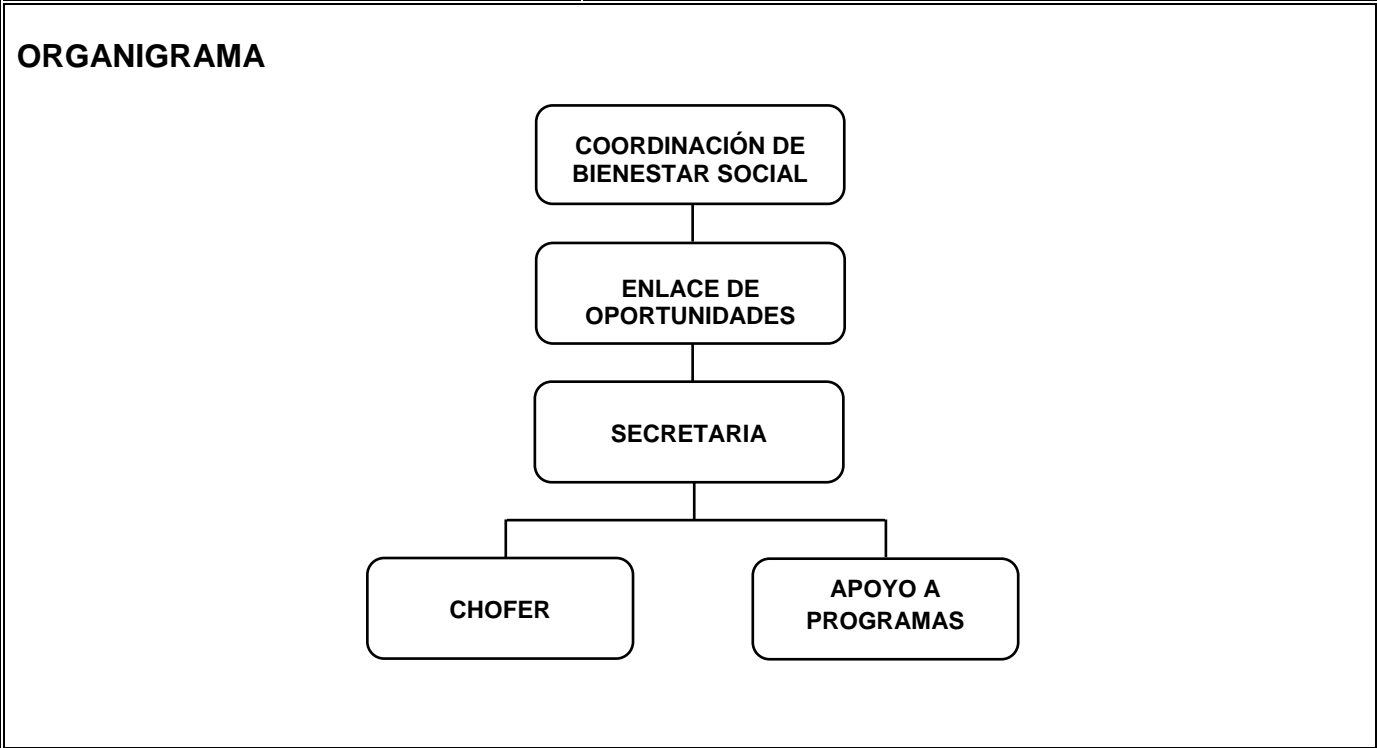 ORGANIGRAMA
COORDINACIÓN DE
BIENESTAR SOCIAL
ENLACE DE
OPORTUNIDADES
SECRETARIA
CHOFER
APOYO A
PROGRAMAS